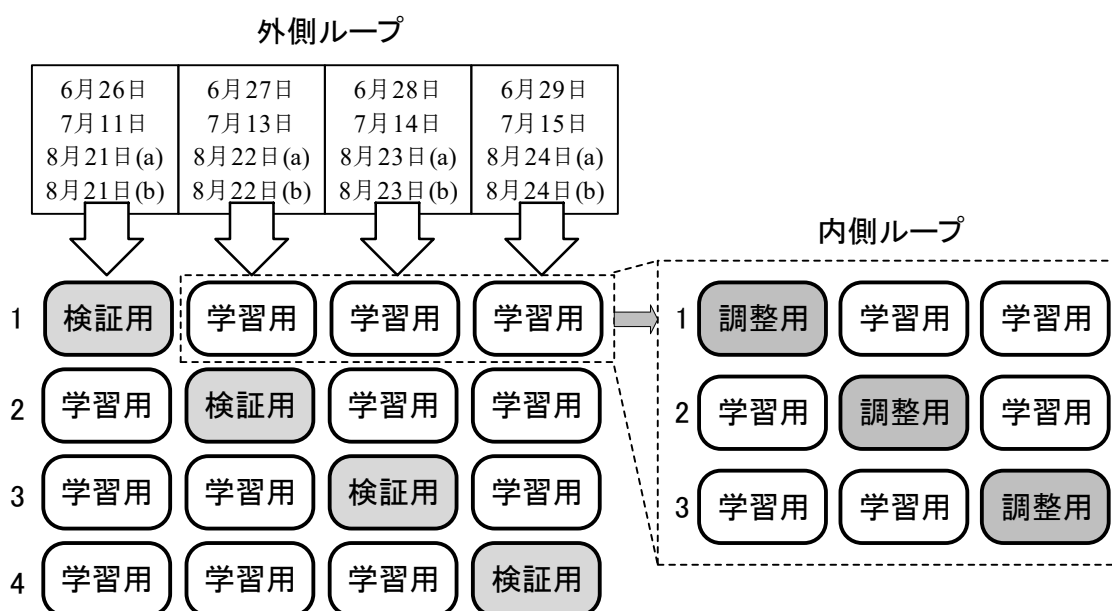 外側ループ
6月26日 6月27日 6月28日 6月29日
7月11日 7月13日 7月14日 7月15日
8月21日(a) 8月22日(a) 8月23日(a) 8月24日(a)
8月21日(b) 8月22日(b) 8月23日(b) 8月24日(b)
1 検証用 学習用 学習用 学習用
2 学習用 検証用 学習用 学習用
3 学習用 学習用 検証用 学習用
4 学習用 学習用 学習用 検証用
内側ループ
1 調整用 学習用 学習用
2 学習用 調整用 学習用
3 学習用 学習用 調整用